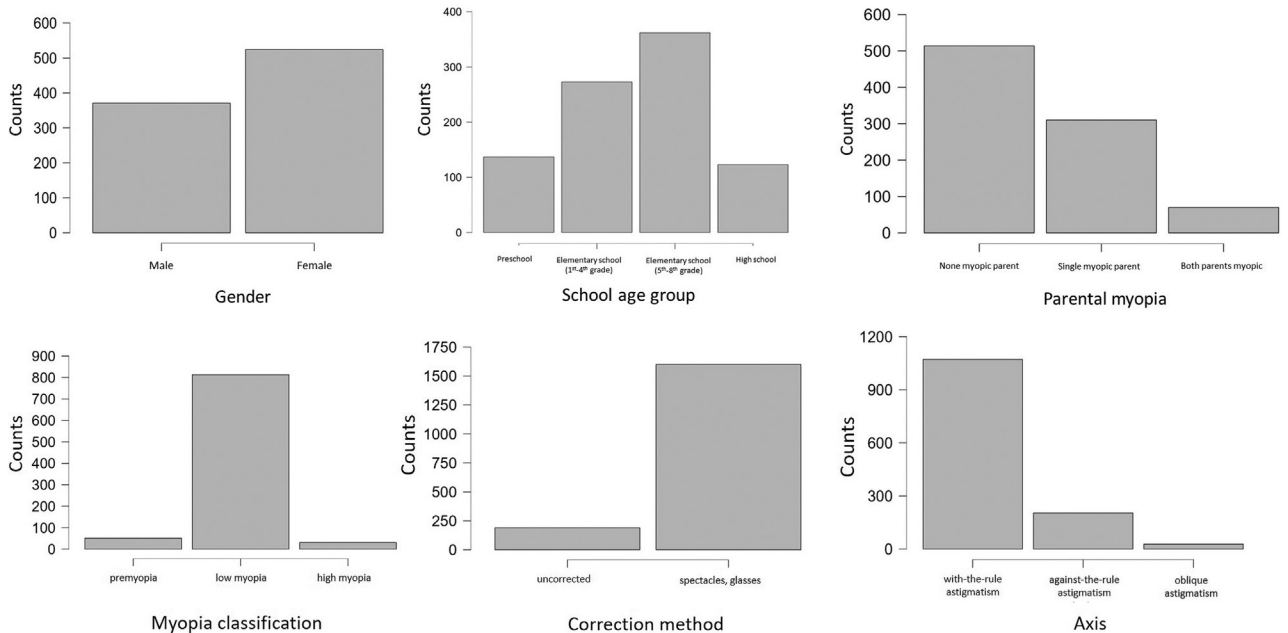 600
500
400
300
200
100
0
Counts
Male
Female
Gender
400
300
200
100
0
Counts
Preschool
Elementary school
(1st-4th grade)
Elementary school
(5th-8th grade)
High school
School age group
600
500
400
300
200
100
0
Counts
None myopic parent
Single myopic parent
Both parents myopic
Parental myopia
900
800
700
600
500
400
300
200
100
0
Counts
premyopia
low myopia
high myopia
Myopia classification
1750
1500
1250
1000
750
500
250
0
Counts
uncorrected
spectacles, glasses
Correction method
1200
900
600
300
0
Counts
with-the-rule
astigmatism
against-the-rule
astigmatism
oblique
astigmatism
Axis